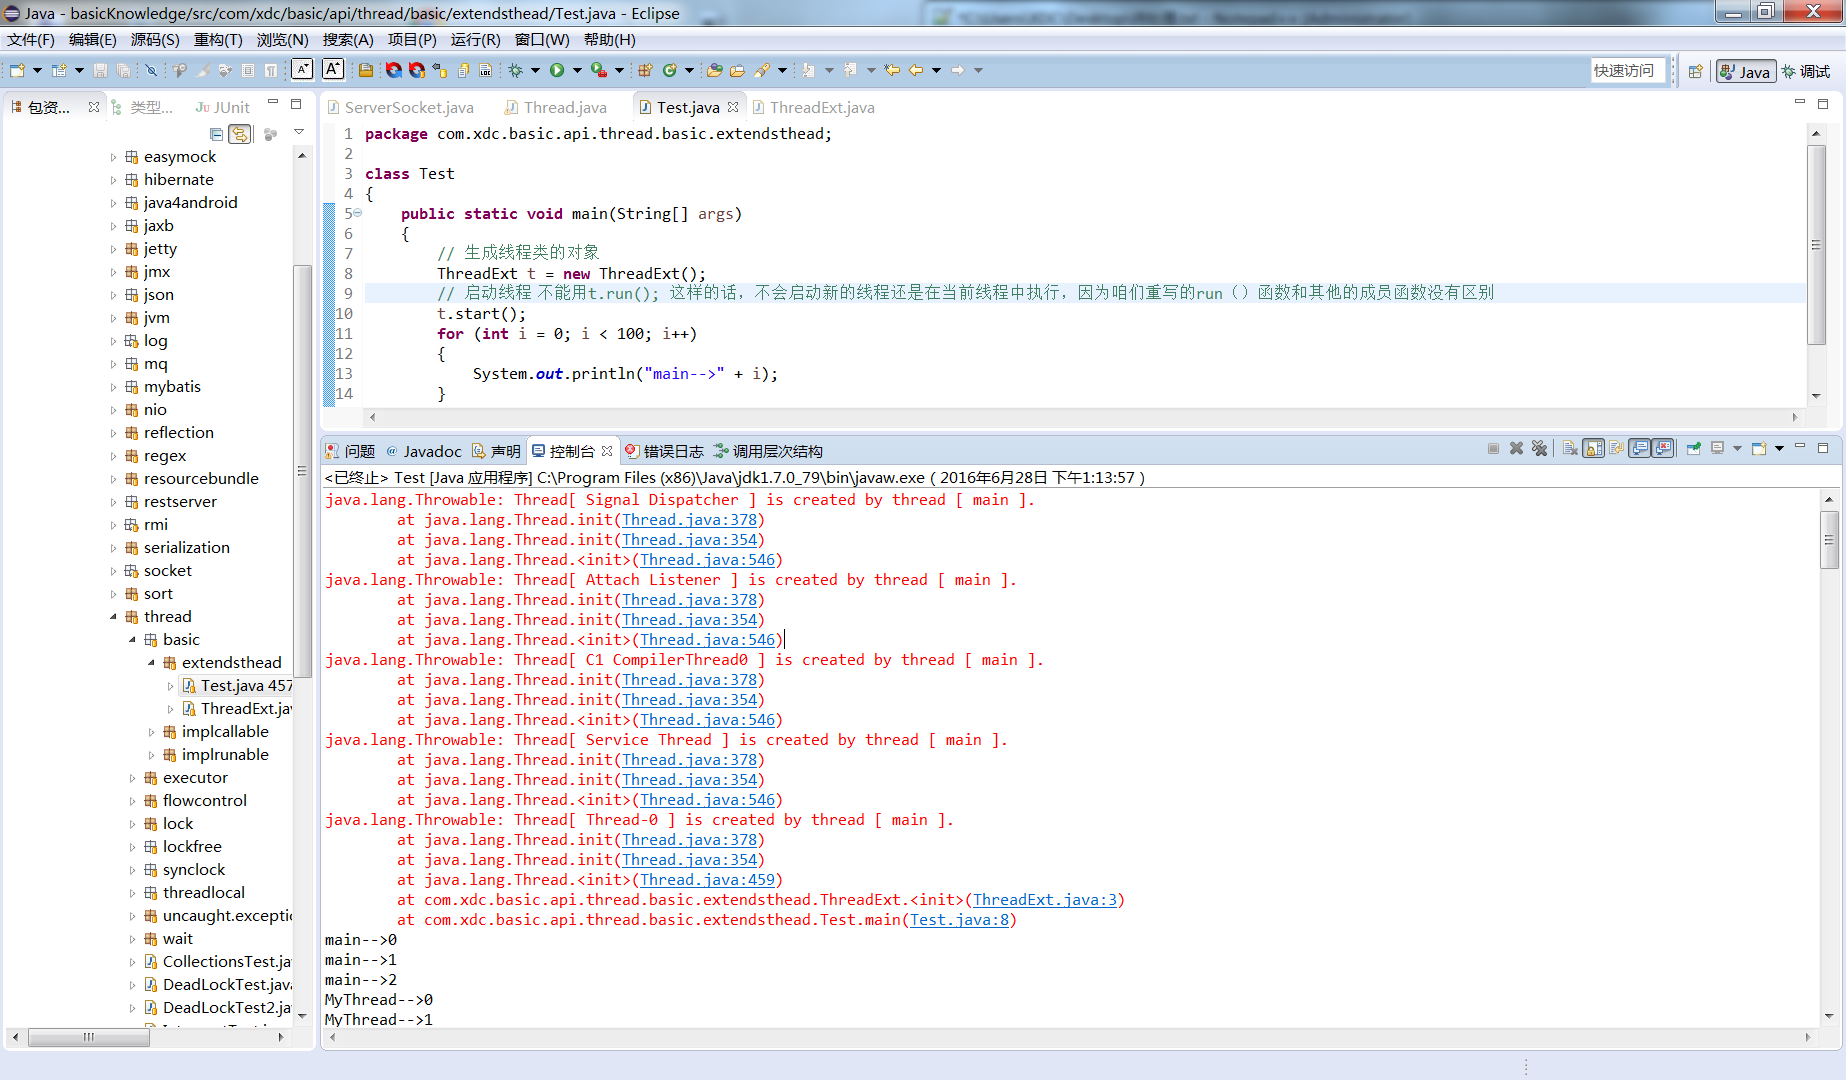 Java - basicKnowledge/src/com/xdc/basic/api/thread/basic/extendsthead/Test.java - Eclipse
文件(F) 编辑(E) 源码(S) 重构(T) 浏览(N) 搜索(A) 项目(P) 运行(R) 窗口(W) 帮助(H)
快速访问 Java 调试
包资... 类型... JUnit
easymock
hibernate
java4android
jaxb
jetty
jmx
json
jvm
log
mq
mybatis
nio
reflection
regex
resourcebundle
restserver
rmi
serialization
socket
sort
thread
basic
extendsthead
Test.java 457
ThreadExt.jav
implcallable
implrunable
executor
flowcontrol
lock
lockfree
synclock
threadlocal
uncaught.exceptio
wait
CollectionsTest.ja
DeadLockTest.java
DeadLockTest2.ja
ServerSocket.java Thread.java Test.java ThreadExt.java
1 package com.xdc.basic.api.thread.basic.extendsthead;
2
3 class Test
4 {
5 public static void main(String[] args)
6 {
7 // 生成线程类的对象
8 ThreadExt t = new ThreadExt();
9 // 启动线程 不能用t.run(); 这样的话，不会启动新的线程还是在当前线程中执行，因为咱们重写的run（）函数和其他的成员函数没有区别
10 t.start();
11 for (int i = 0; i < 100; i++)
12 {
13 System.out.println("main-->" + i);
14 }
问题 @ Javadoc 声明 控制台 错误日志 调用层次结构
<已终止> Test [Java 应用程序] C:\Program Files (x86)\Java\jdk1.7.0_79\bin\javaw.exe ( 2016年6月28日 下午1:13:57 )
java.lang.Throwable: Thread[ Signal Dispatcher ] is created by thread [ main ].
at java.lang.Thread.init(Thread.java:378)
at java.lang.Thread.init(Thread.java:354)
at java.lang.Thread.<init>(Thread.java:546)
java.lang.Throwable: Thread[ Attach Listener ] is created by thread [ main ].
at java.lang.Thread.init(Thread.java:378)
at java.lang.Thread.init(Thread.java:354)
at java.lang.Thread.<init>(Thread.java:546)
java.lang.Throwable: Thread[ C1 CompilerThread0 ] is created by thread [ main ].
at java.lang.Thread.init(Thread.java:378)
at java.lang.Thread.init(Thread.java:354)
at java.lang.Thread.<init>(Thread.java:546)
java.lang.Throwable: Thread[ Service Thread ] is created by thread [ main ].
at java.lang.Thread.init(Thread.java:378)
at java.lang.Thread.init(Thread.java:354)
at java.lang.Thread.<init>(Thread.java:546)
java.lang.Throwable: Thread[ Thread-0 ] is created by thread [ main ].
at java.lang.Thread.init(Thread.java:378)
at java.lang.Thread.init(Thread.java:354)
at java.lang.Thread.<init>(Thread.java:459)
at com.xdc.basic.api.thread.basic.extendsthead.ThreadExt.<init>(ThreadExt.java:3)
at com.xdc.basic.api.thread.basic.extendsthead.Test.main(Test.java:8)
main-->0
main-->1
main-->2
MyThread-->0
MyThread-->1